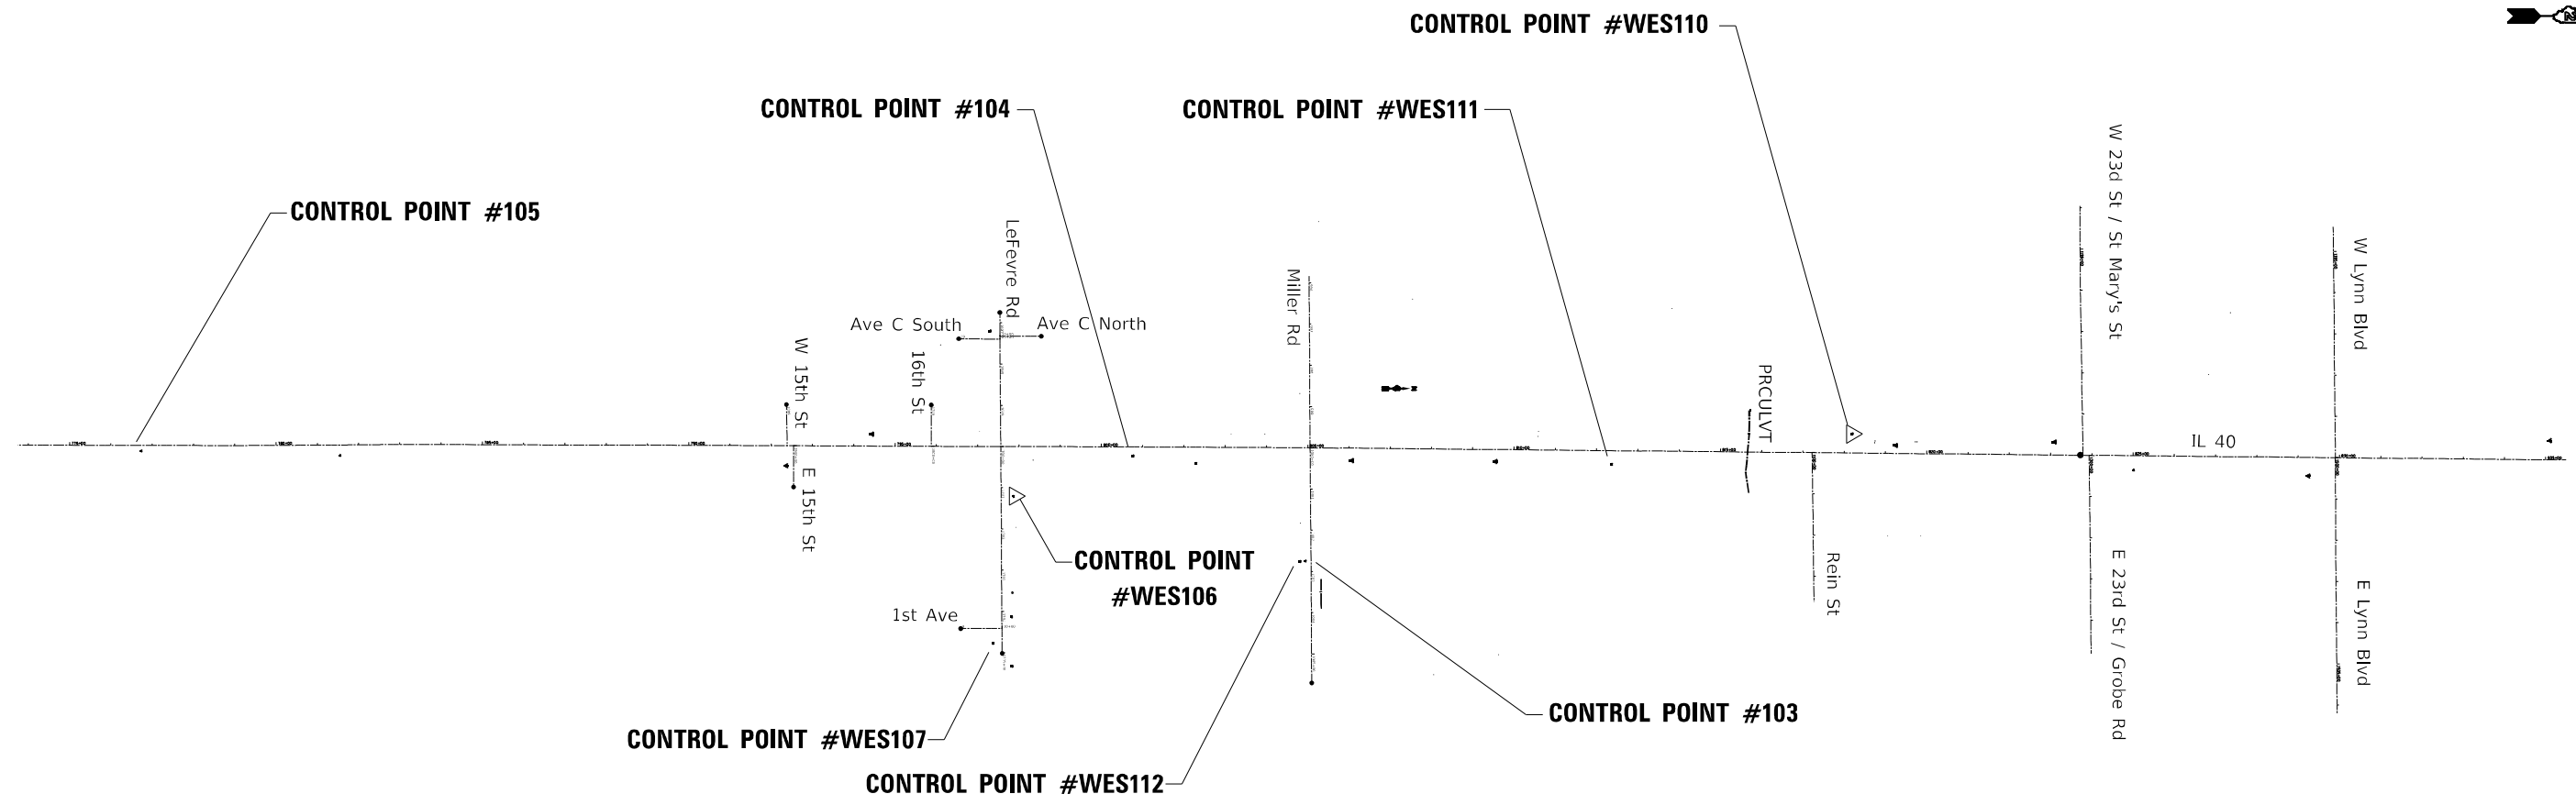 CONTROL POINT #WES110
CONTROL POINT #104
CONTROL POINT #WES111
CONTROL POINT #105
W 23d St / St Mary's St
W Lynn Blvd
LeFevre Rd
Miller Rd
Ave C South
Ave C North
W 15th St
16th St
PRCULVT
IL 40
E 15th St
CONTROL POINT
#WES106
Rein St
E 23rd St / Grobe Rd
E Lynn Blvd
1st Ave
CONTROL POINT #103
CONTROL POINT #WES107
CONTROL POINT #WES112